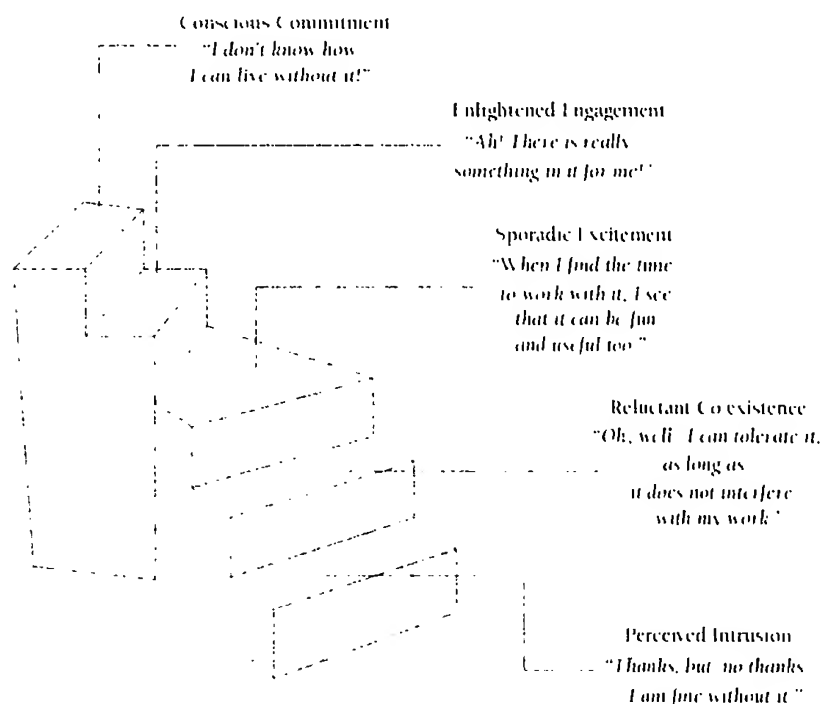 Conscious Commitment
"I don't know how
I can live without it!"
Enlightened Engagement
"Ah! There is really
something in it for me!"
Sporadic Excitement
"When I find the time
to work with it, I see
that it can be fun
and useful too."
Reluctant Co-existence
"Oh, well I can tolerate it,
as long as
it does not interfere
with my work"
Perceived Intrusion
"Thanks, but no thanks
I am fine without it."